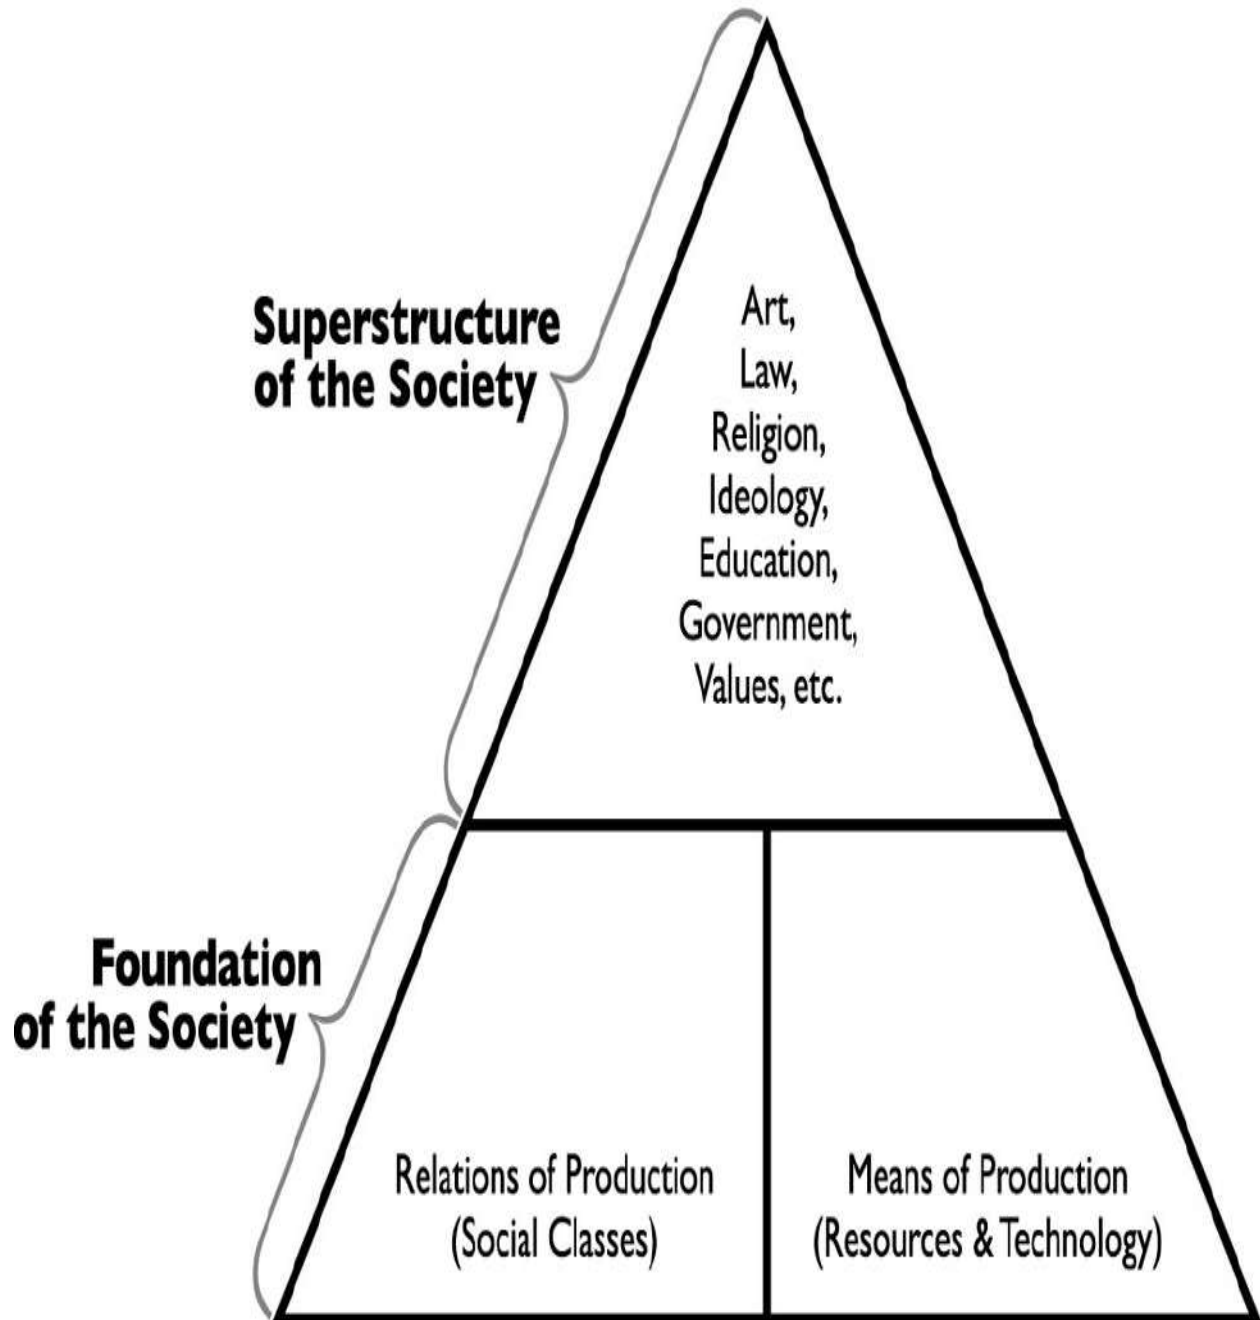 Superstructure
of the Society
Art,
Law,
Religion,
Ideology,
Education,
Government,
Values, etc.
Foundation
of the Society
Relations of Production
(Social Classes)
Means of Production
(Resources & Technology)